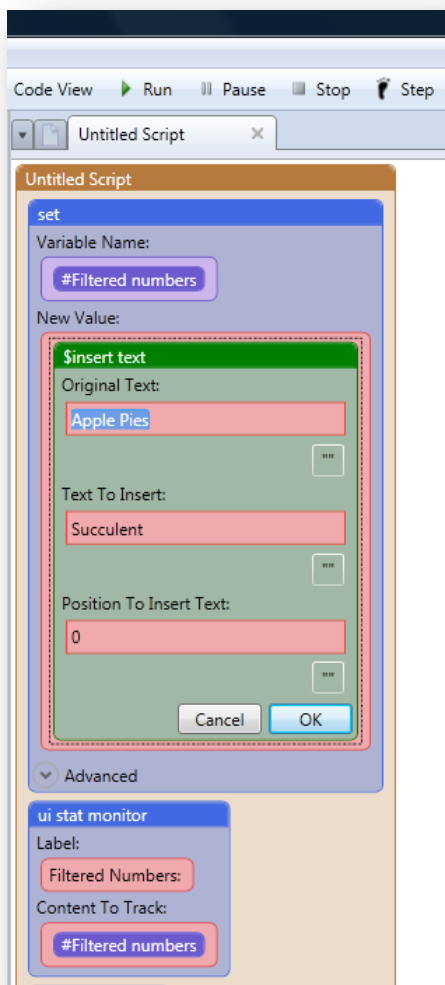 Code View Run Pause Stop Step
Untitled Script
Untitled Script
set
Variable Name:
#Filtered numbers
New Value:
$insert text
Original Text:
Apple Pies
""
Text To Insert:
Succulent
""
Position To Insert Text:
0
""
Cancel OK
Advanced
ui stat monitor
Label:
Filtered Numbers:
Content To Track:
#Filtered numbers